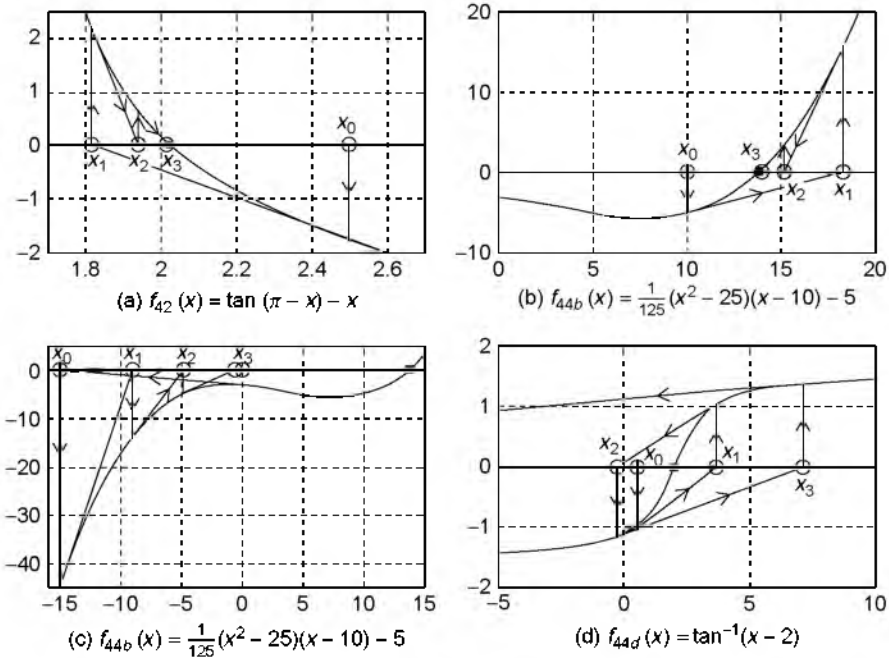 2
1
0
−1
−2
1.8
2
2.2
2.4
2.6
x0
x1
x2
x3
(a) f42 (x) = tan (π − x) − x
20
10
0
−10
0
5
10
15
20
x0
x3
x2
x1
(b) f44b (x) = 1/125 (x2 − 25)(x − 10) − 5
0
−10
−20
−30
−40
−15
−10
−5
0
5
10
15
x0
x1
x2
x3
(c) f44b (x) = 1/125 (x2 − 25)(x − 10) − 5
2
1
0
−1
−2
−5
0
5
10
x2
x0
x1
x3
(d) f44d (x) = tan−1(x − 2)